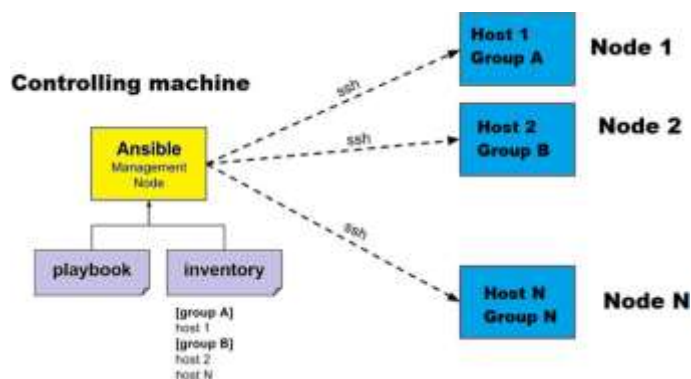 Controlling machine
Ansible
Management
Node
playbook
inventory
[group A]
host 1
[group B]
host 2
host N
ssh
ssh
ssh
Host 1
Group A
Node 1
Host 2
Group B
Node 2
Host N
Group N
Node N